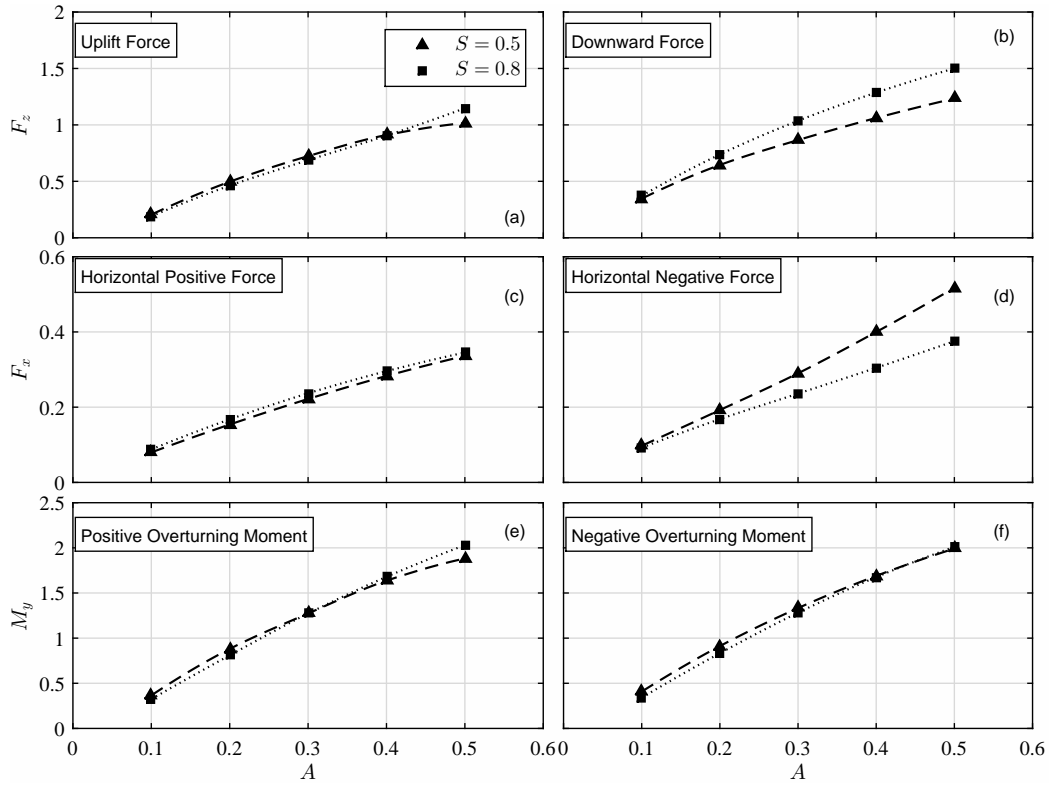 2
Uplift Force
S = 0.5
S = 0.8
1.5
F_z
1
0.5
(a)
0
Downward Force
(b)
0.6
Horizontal Positive Force
(c)
0.4
F_x
0.2
0
Horizontal Negative Force
(d)
2.5
Positive Overturning Moment
(e)
2
1.5
M_y
1
0.5
0
0 0.1 0.2 0.3 0.4 0.5 0.6
A
Negative Overturning Moment
(f)
0 0.1 0.2 0.3 0.4 0.5 0.6
A